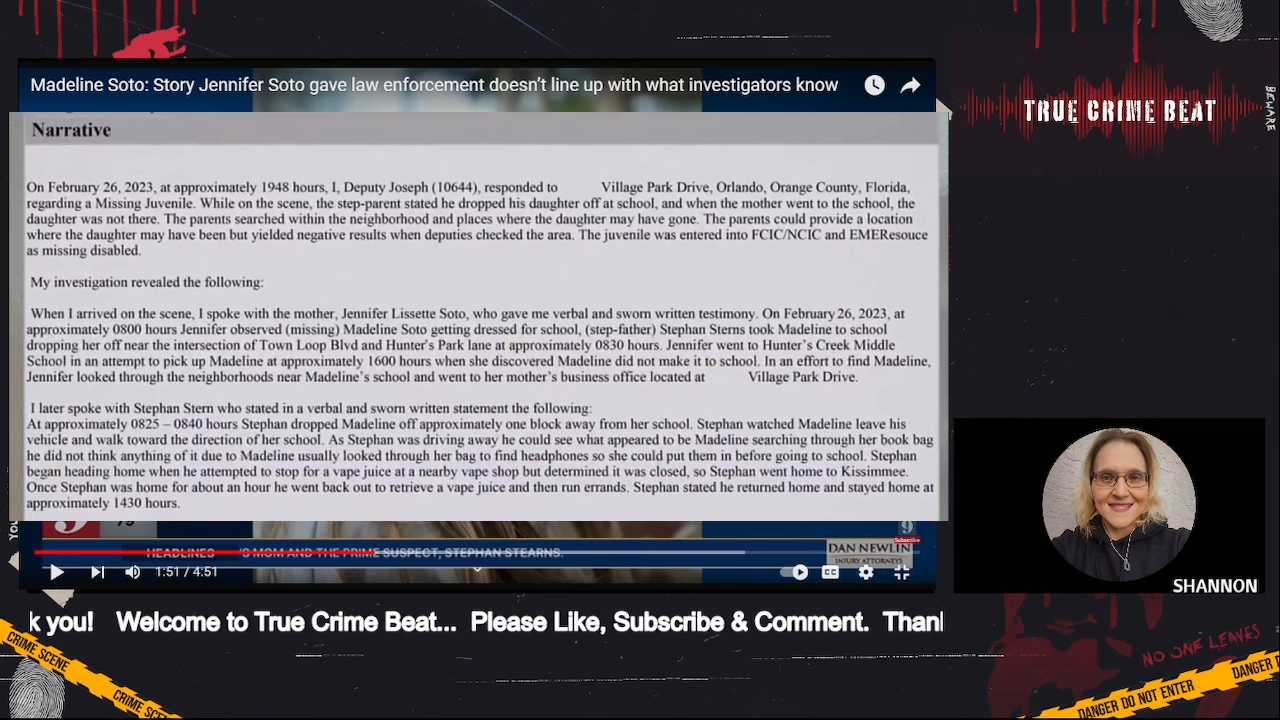 Madeline Soto: Story Jennifer Soto gave law enforcement doesn't line up with what investigators know
TRUE CRIME BEAT
BEWARE
Narrative
On February 26, 2023, at approximately 1948 hours, I, Deputy Joseph (10644), responded to Village Park Drive, Orlando, Orange County, Florida,
regarding a Missing Juvenile. While on the scene, the step-parent stated he dropped his daughter off at school, and when the mother went to the school, the
daughter was not there. The parents searched within the neighborhood and places where the daughter may have gone. The parents could provide a location
where the daughter may have been but yielded negative results when deputies checked the area. The juvenile was entered into FCIC/NCIC and EMEResouce
as missing disabled.
My investigation revealed the following:
When I arrived on the scene, I spoke with the mother, Jennifer Lissette Soto, who gave me verbal and sworn written testimony. On February 26, 2023, at
approximately 0800 hours Jennifer observed (missing) Madeline Soto getting dressed for school, (step-father) Stephan Sterns took Madeline to school
dropping her off near the intersection of Town Loop Blvd and Hunter's Park lane at approximately 0830 hours. Jennifer went to Hunter's Creek Middle
School in an attempt to pick up Madeline at approximately 1600 hours when she discovered Madeline did not make it to school. In an effort to find Madeline,
Jennifer looked through the neighborhoods near Madeline's school and went to her mother's business office located at Village Park Drive.
I later spoke with Stephan Stern who stated in a verbal and sworn written statement the following:
At approximately 0825 – 0840 hours Stephan dropped Madeline off approximately one block away from her school. Stephan watched Madeline leave his
vehicle and walk toward the direction of her school. As Stephan was driving away he could see what appeared to be Madeline searching through her book bag
he did not think anything of it due to Madeline usually looked through her bag to find headphones so she could put them in before going to school. Stephan
began heading home when he attempted to stop for a vape juice at a nearby vape shop but determined it was closed, so Stephan went home to Kissimmee.
Once Stephan was home for about an hour he went back out to retrieve a vape juice and then run errands. Stephan stated he returned home and stayed home at
approximately 1430 hours.
9
Subscribe
HEADLINES 'S MOM AND THE PRIME SUSPECT, STEPHAN STEARNS.
DAN NEWLIN
INJURY ATTORNEYS
1:51 / 4:51
CC
SHANNON
k you! Welcome to True Crime Beat... Please Like, Subscribe & Comment. Thanl
CRIME SCENE
CRIME SCE
NO ONE LEAVES
DANGER DO NOT ENTER
DANGER